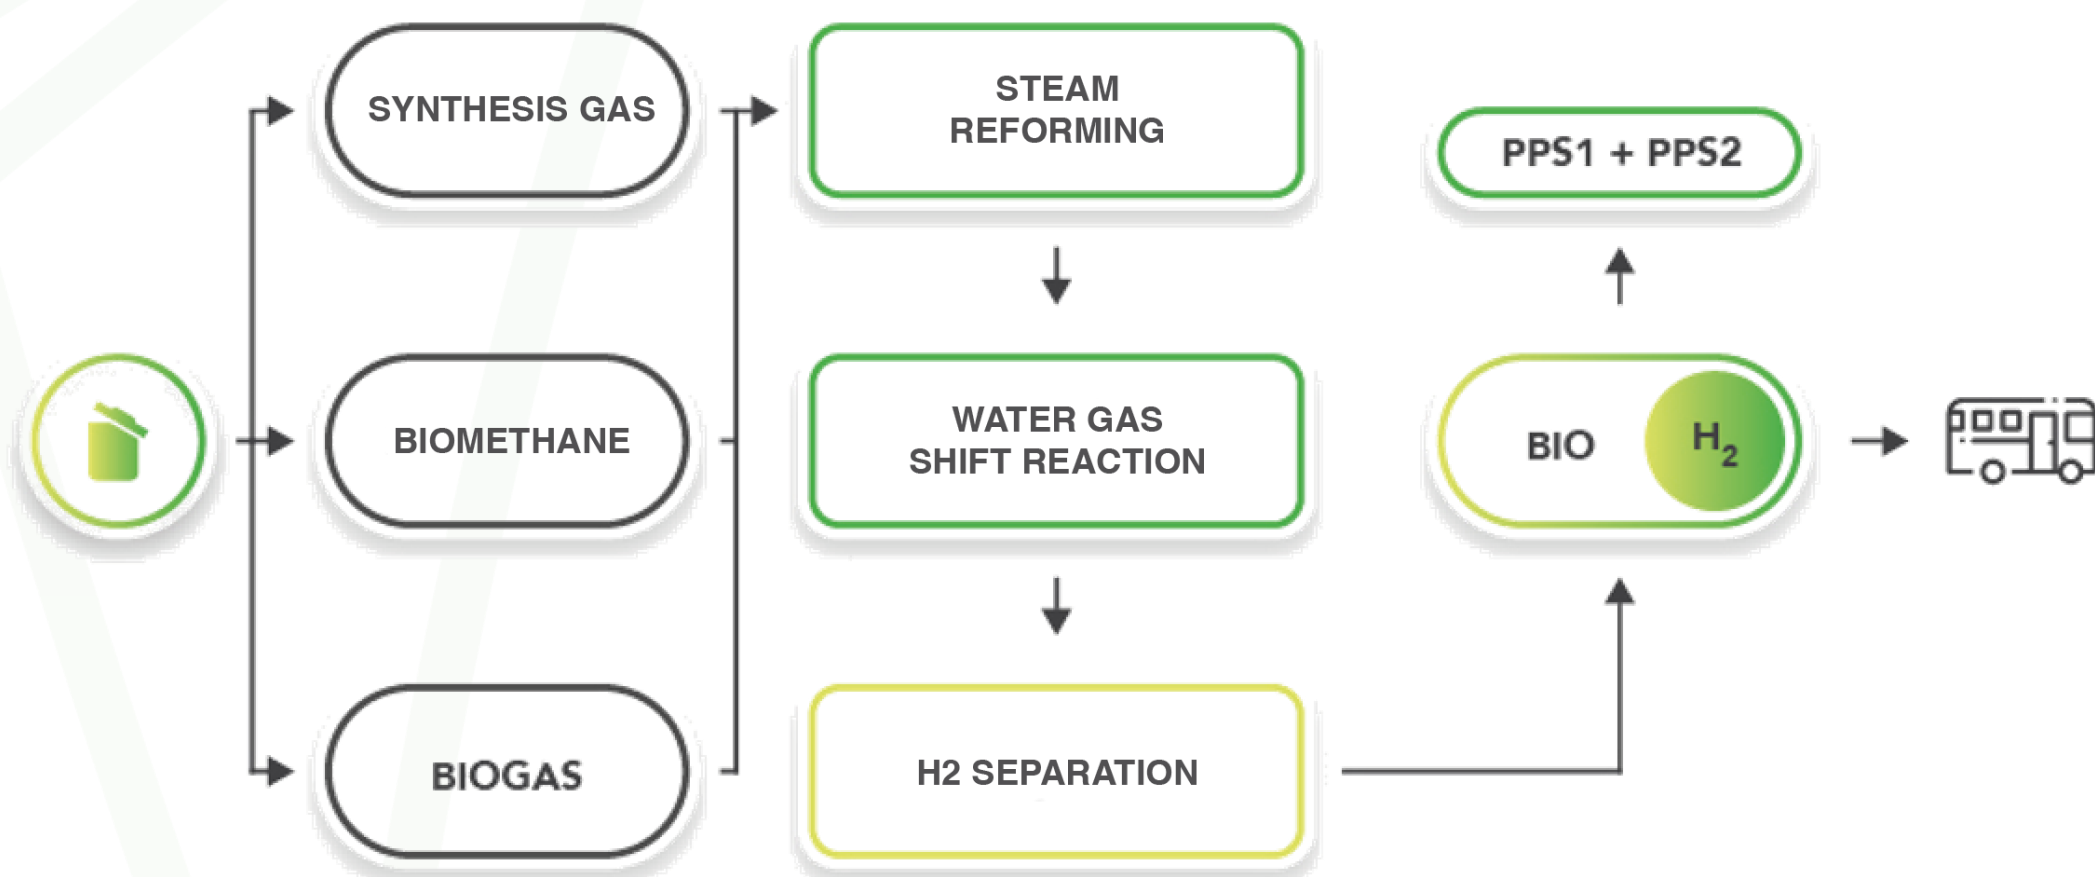 SYNTHESIS GAS
BIOMETHANE
BIOGAS
STEAM
REFORMING
WATER GAS
SHIFT REACTION
H2 SEPARATION
PPS1 + PPS2
BIO H₂